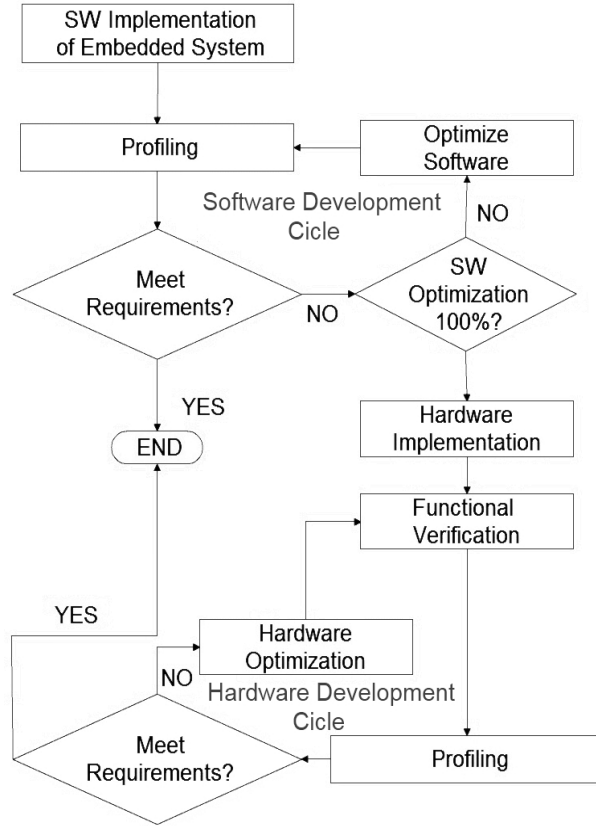 SW Implementation
of Embedded System
Profiling
Optimize
Software
Software Development
Cicle
NO
Meet
Requirements?
NO
SW
Optimization
100%?
YES
END
Hardware
Implementation
Functional
Verification
YES
Hardware
Optimization
NO
Hardware Development
Cicle
Meet
Requirements?
Profiling